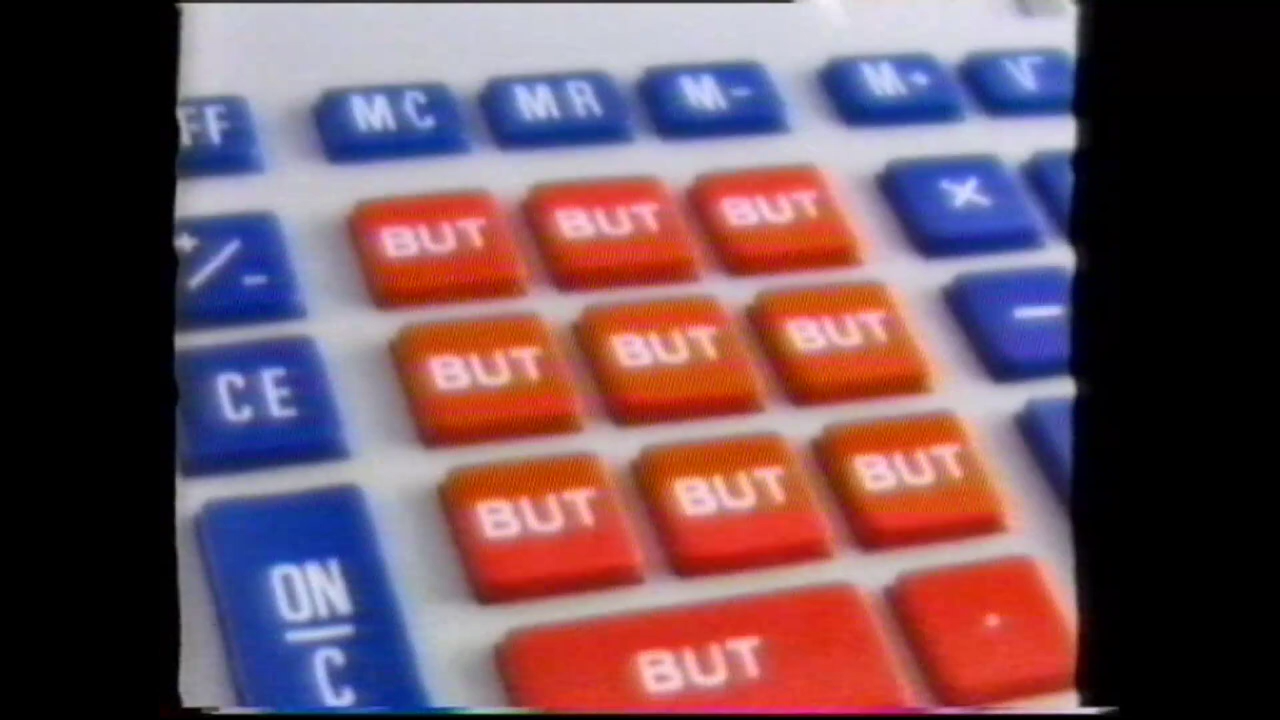 FF MC MR M- M+ √
+/- BUT BUT BUT ×
CE BUT BUT BUT −
BUT BUT BUT
ON/C BUT .